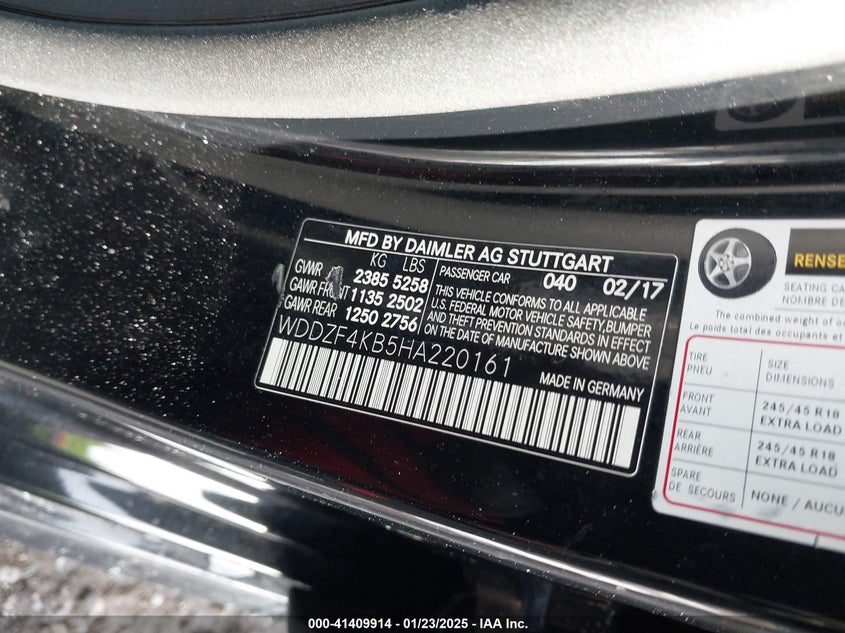 MFD BY DAIMLER AG STUTTGART
KG LBS
GVWR 2385 5258
GAWR FRONT 1135 2502
GAWR REAR 1250 2756
PASSENGER CAR 040 02/17
THIS VEHICLE CONFORMS TO ALL APPLICABLE
U.S. FEDERAL MOTOR VEHICLE SAFETY, BUMPER
AND THEFT PREVENTION STANDARDS IN EFFECT
ON THE DATE OF MANUFACTURE SHOWN ABOVE
WDDZF4KB5HA220161
MADE IN GERMANY
RENSE
SEATING CA
NOMBRE DE
The combined weight of o
Le poids total des occupants et
TIRE
PNEU
SIZE
DIMENSIONS
FRONT
AVANT
245/45 R18
EXTRA LOAD
REAR
ARRIÈRE
245/45 R18
EXTRA LOAD
SPARE
DE SECOURS
NONE / AUCU
000-41409914 - 01/23/2025 - IAA Inc.